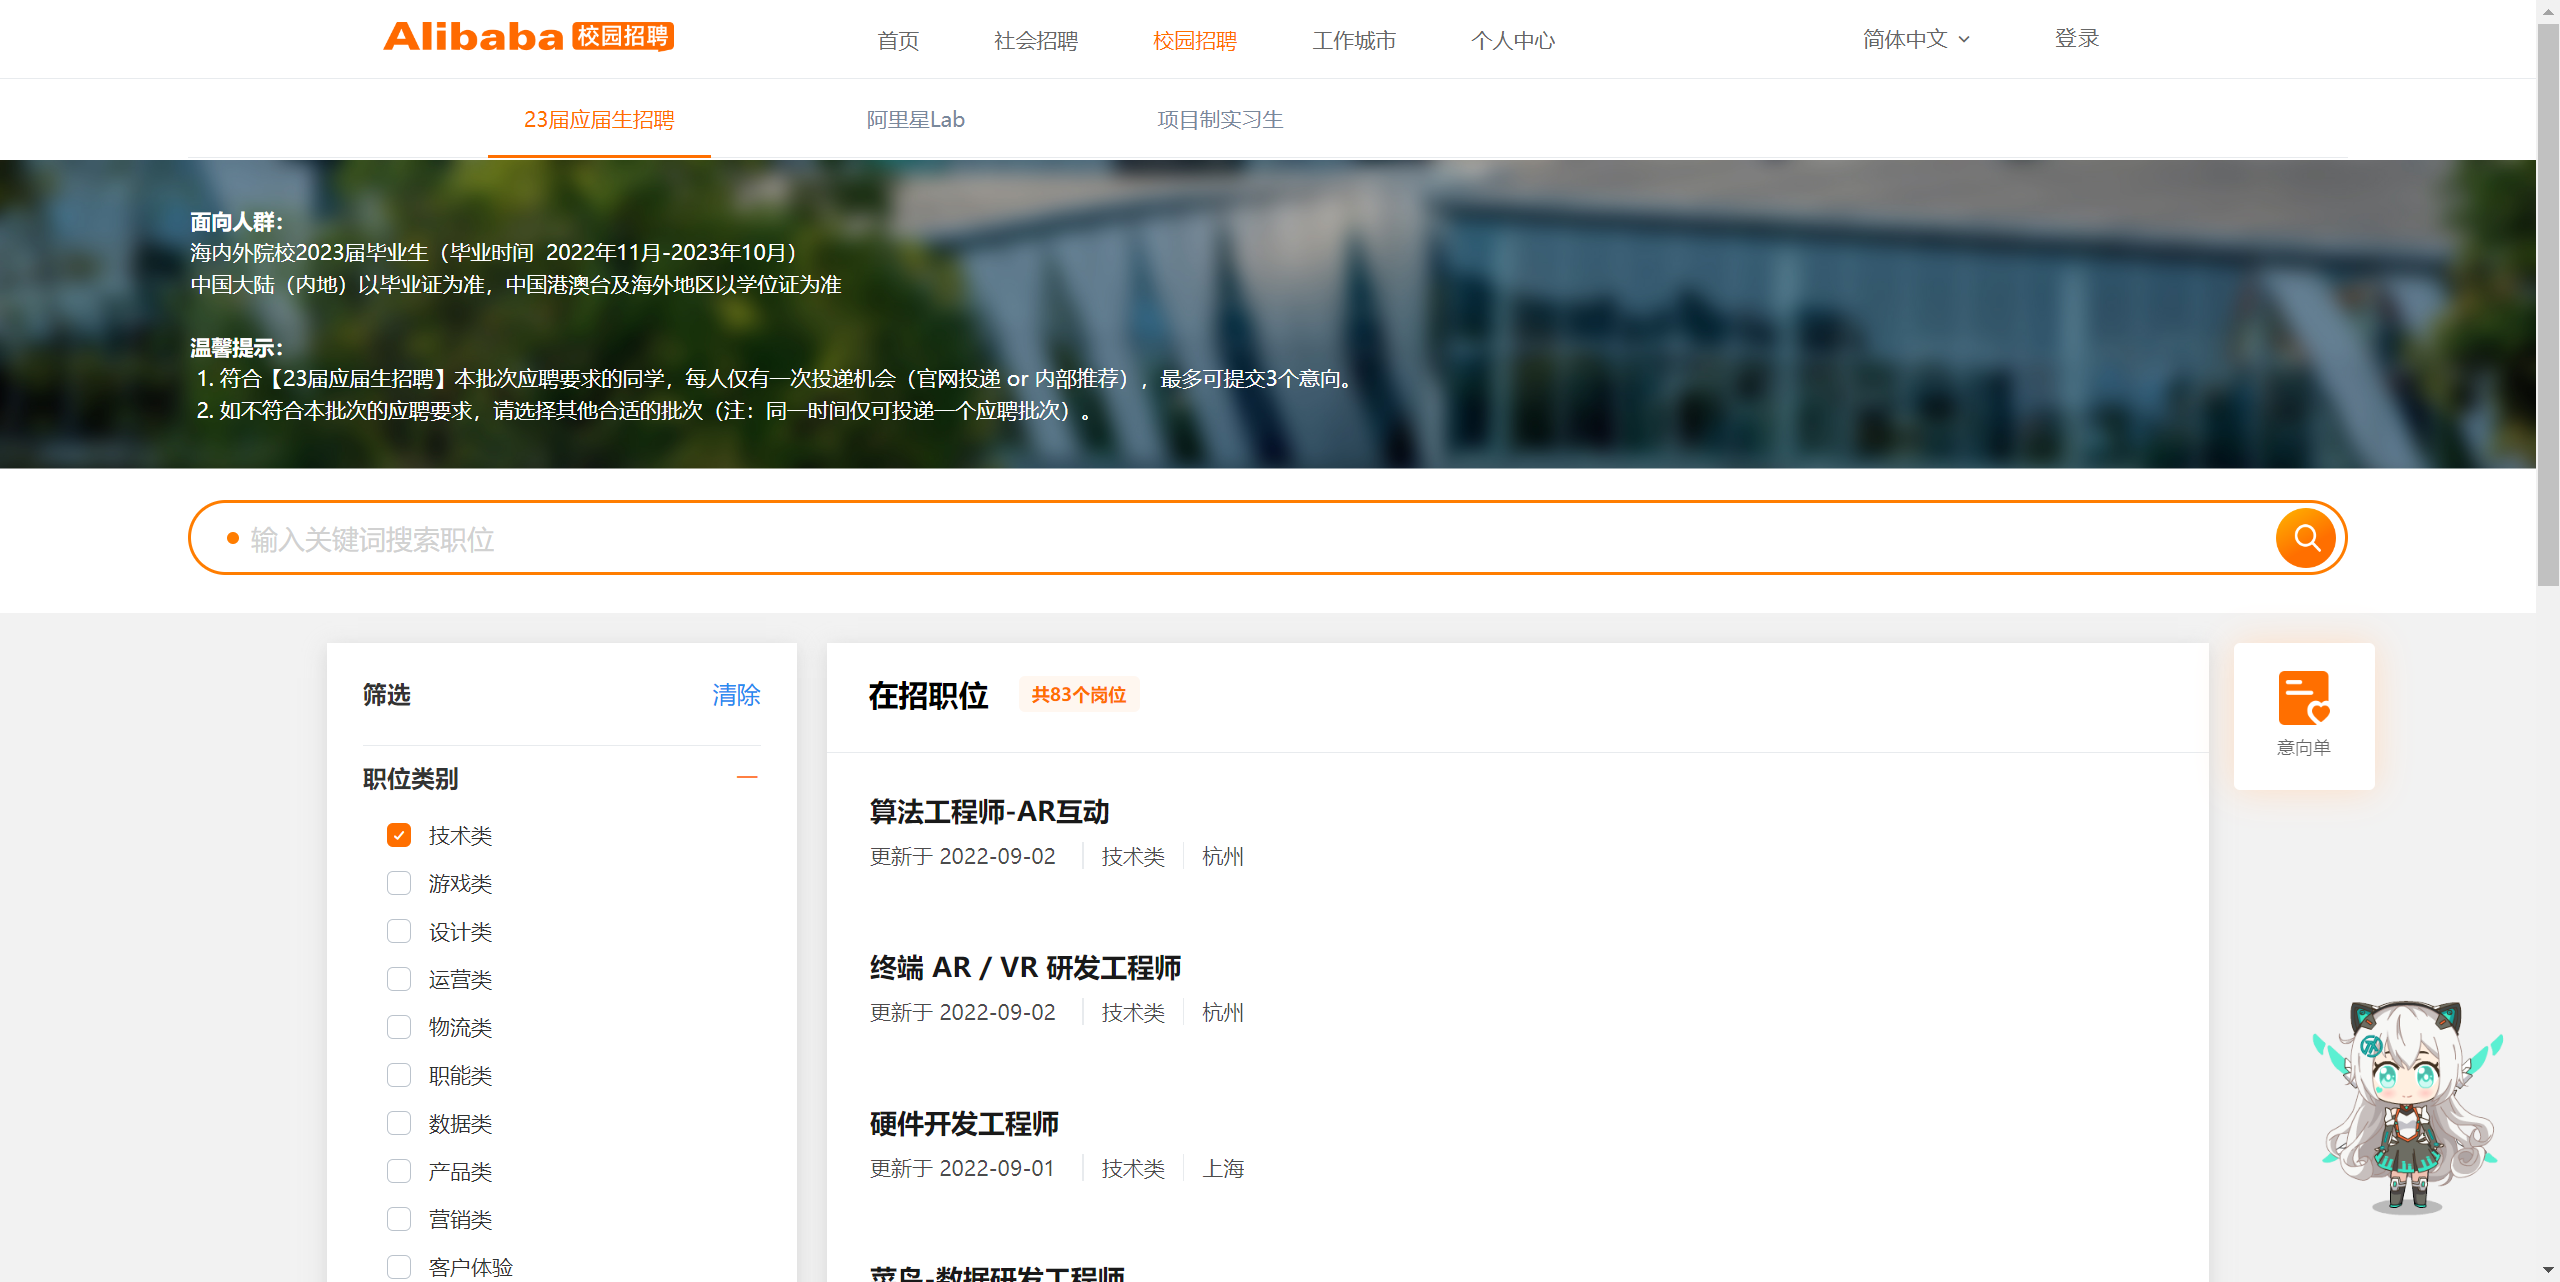 Alibaba 校园招聘
首页 社会招聘 校园招聘 工作城市 个人中心 简体中文 登录
23届应届生招聘 阿里星Lab 项目制实习生
面向人群：
海内外院校2023届毕业生（毕业时间 2022年11月-2023年10月）
中国大陆（内地）以毕业证为准，中国港澳台及海外地区以学位证为准
温馨提示：
1. 符合【23届应届生招聘】本批次应聘要求的同学，每人仅有一次投递机会（官网投递 or 内部推荐），最多可提交3个意向。
2. 如不符合本批次的应聘要求，请选择其他合适的批次（注：同一时间仅可投递一个应聘批次）。
输入关键词搜索职位
筛选 清除
职位类别
技术类
游戏类
设计类
运营类
物流类
职能类
数据类
产品类
营销类
客户体验
在招职位 共83个岗位
算法工程师-AR互动
更新于 2022-09-02 技术类 杭州
终端 AR / VR 研发工程师
更新于 2022-09-02 技术类 杭州
硬件开发工程师
更新于 2022-09-01 技术类 上海
菜鸟-数据研发工程师
意向单